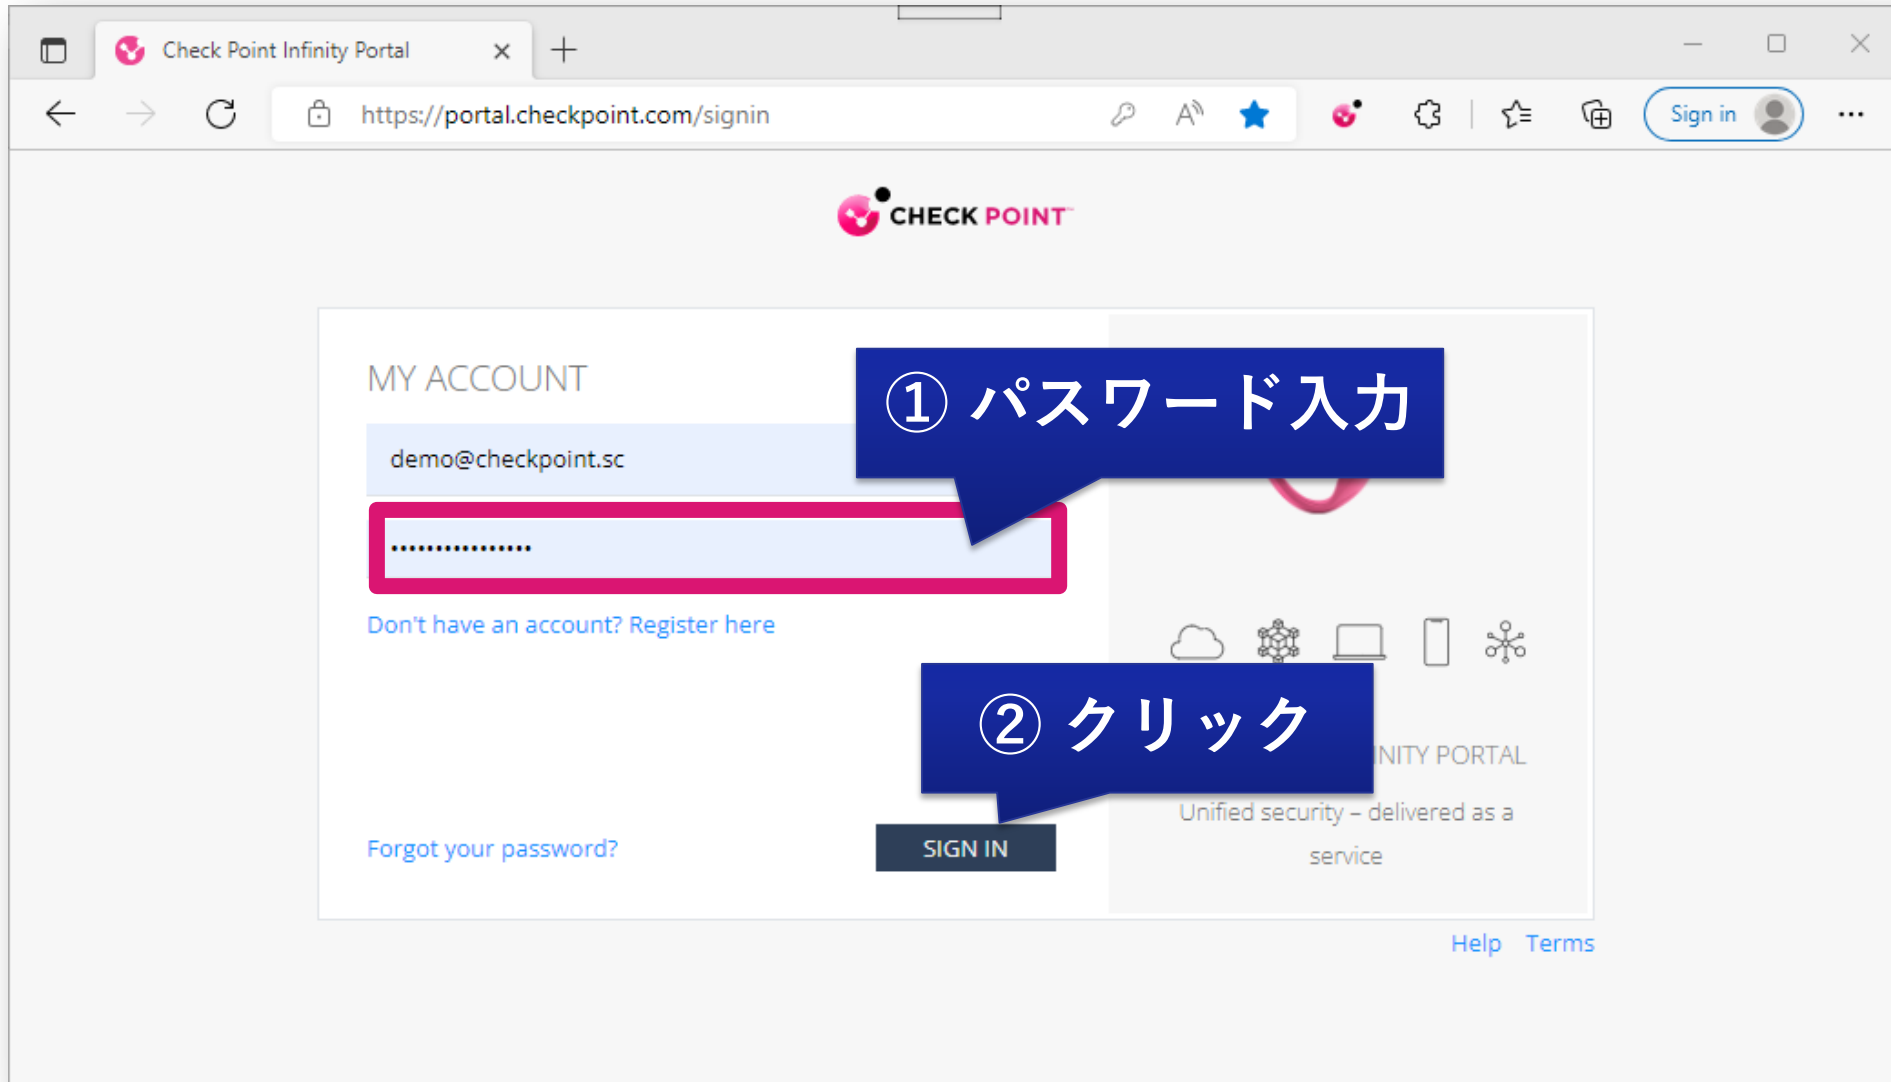 Check Point Infinity Portal
https://portal.checkpoint.com/signin
Sign in
CHECK POINT™
MY ACCOUNT
① パスワード入力
demo@checkpoint.sc
••••••••••••••••
Don't have an account? Register here
② クリック
PORTAL
Unified security – delivered as a
service
Forgot your password?
SIGN IN
Help Terms